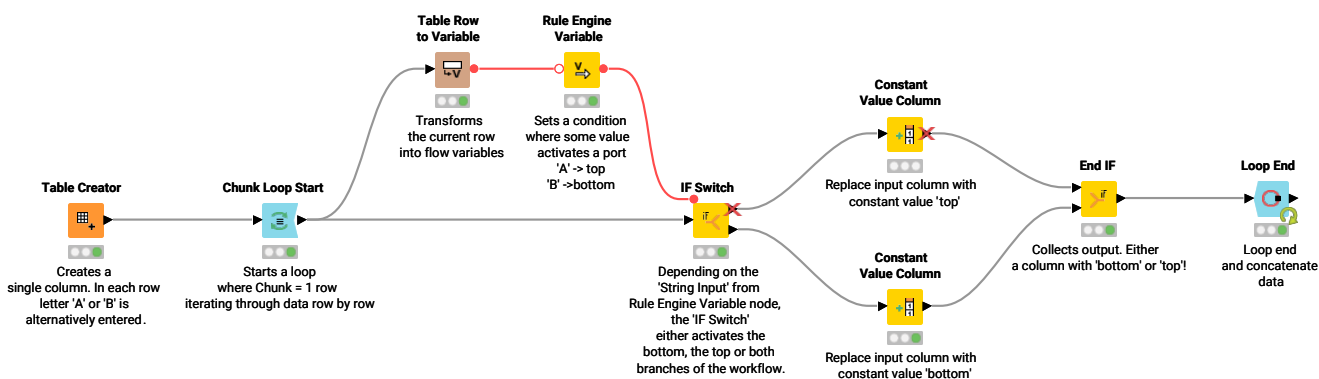 Table Row
to Variable
Transforms
the current row
into flow variables
Rule Engine
Variable
V
Sets a condition
where some value
activates a port
'A' -> top
'B' ->bottom
Table Creator
Creates a
single column. In each row
letter 'A' or 'B' is
alternatively entered.
Chunk Loop Start
Starts a loop
where Chunk = 1 row
iterating through data row by row
IF Switch
IF
Depending on the
'String Input' from
Rule Engine Variable node,
the 'IF Switch'
either activates the
bottom, the top or both
branches of the workflow.
Constant
Value Column
Replace input column with
constant value 'top'
Constant
Value Column
Replace input column with
constant value 'bottom'
End IF
IF
Collects output. Either
a column with 'bottom' or 'top'!
Loop End
Loop end
and concatenate
data